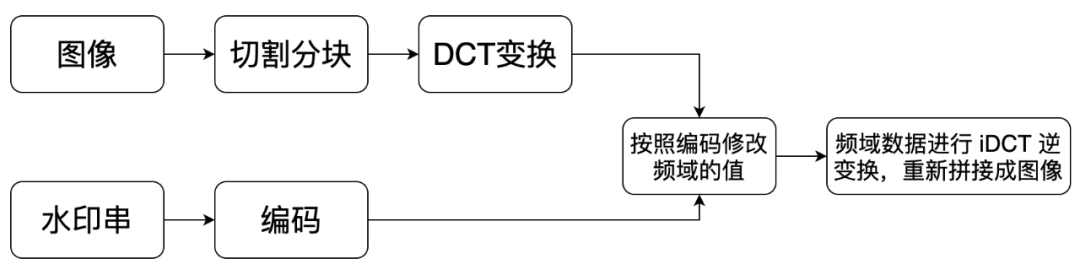 图像
切割分块
DCT变换
按照编码修改
频域的值
频域数据进行 iDCT 逆
变换，重新拼接成图像
水印串
编码